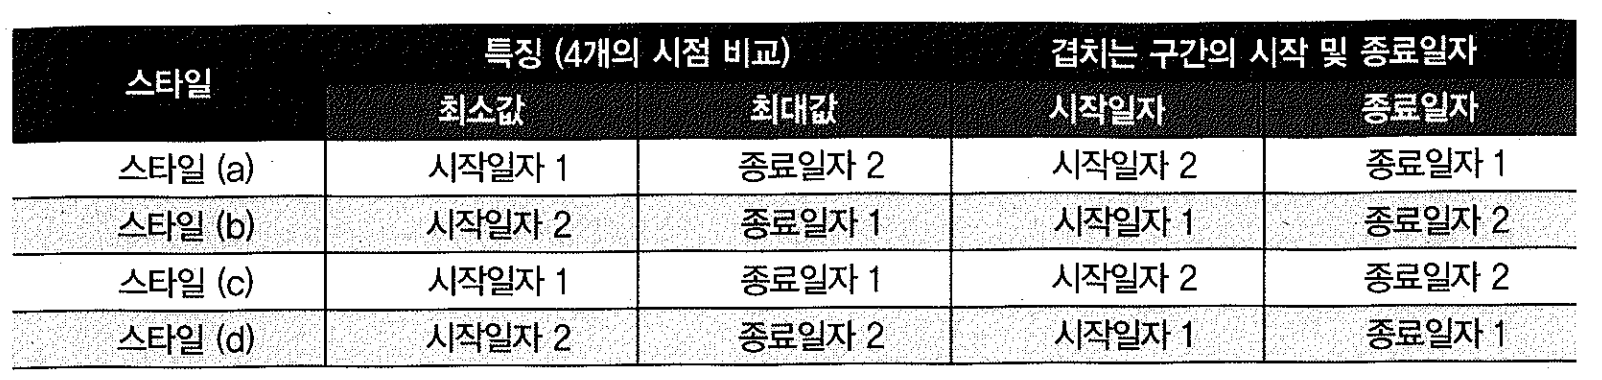 스타일 특징 (4개의 시점 비교) 겹치는 구간의 시작 및 종료일자
최소값 최대값 시작일자 종료일자
스타일 (a) 시작일자 1 종료일자 2 시작일자 2 종료일자 1
스타일 (b) 시작일자 2 종료일자 1 시작일자 1 종료일자 2
스타일 (c) 시작일자 1 종료일자 1 시작일자 2 종료일자 2
스타일 (d) 시작일자 2 종료일자 2 시작일자 1 종료일자 1